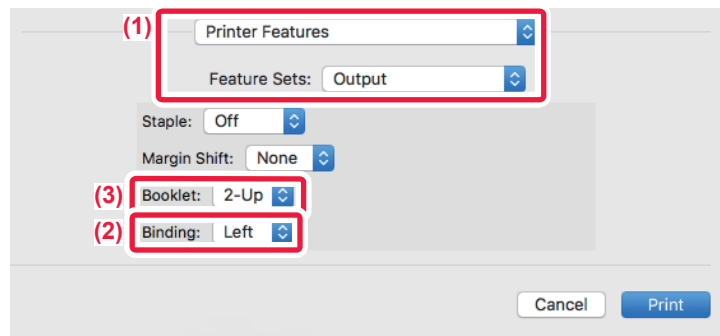 (1) Printer Features
Feature Sets: Output
Staple: Off
Margin Shift: None
(3) Booklet: 2-Up
(2) Binding: Left
Cancel Print